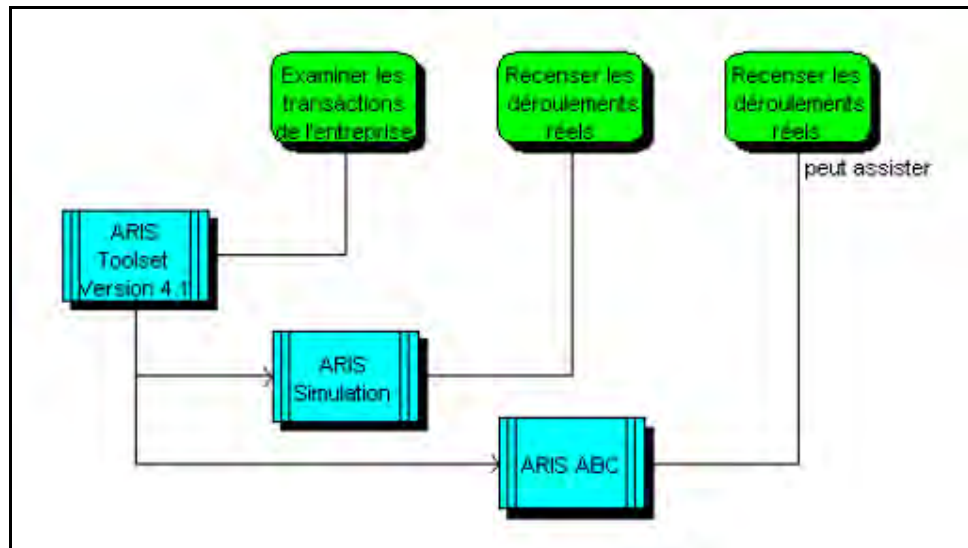 Examiner les
transactions
de l'entreprise
Recenser les
déroulements
réels
Recenser les
déroulements
réels
peut assister
ARIS
Toolset
Version 4.1
ARIS
Simulation
ARIS ABC